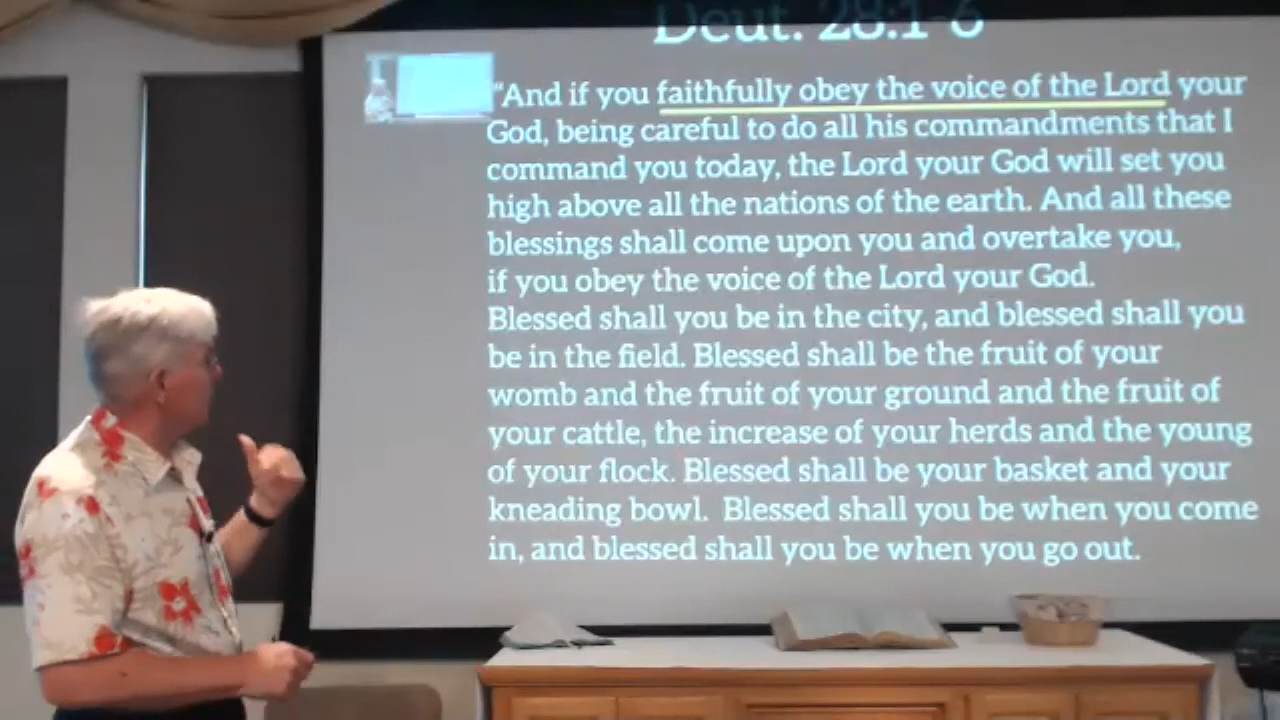 Deut. 28:1-6
"And if you faithfully obey the voice of the Lord your
God, being careful to do all his commandments that I
command you today, the Lord your God will set you
high above all the nations of the earth. And all these
blessings shall come upon you and overtake you,
if you obey the voice of the Lord your God.
Blessed shall you be in the city, and blessed shall you
be in the field. Blessed shall be the fruit of your
womb and the fruit of your ground and the fruit of
your cattle, the increase of your herds and the young
of your flock. Blessed shall be your basket and your
kneading bowl. Blessed shall you be when you come
in, and blessed shall you be when you go out.